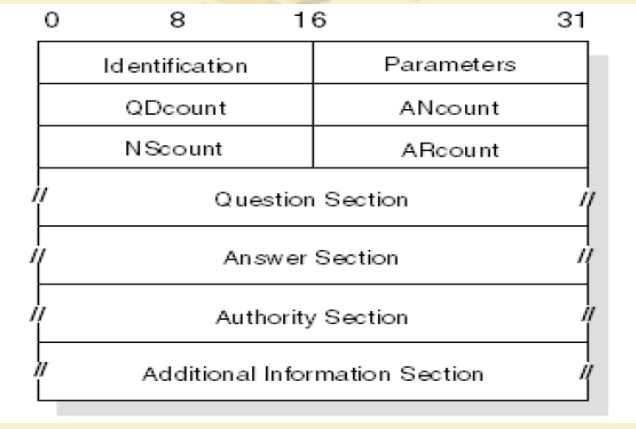 0 8 16 31
Identification Parameters
QDcount ANcount
NScount ARcount
Question Section
Answer Section
Authority Section
Additional Information Section